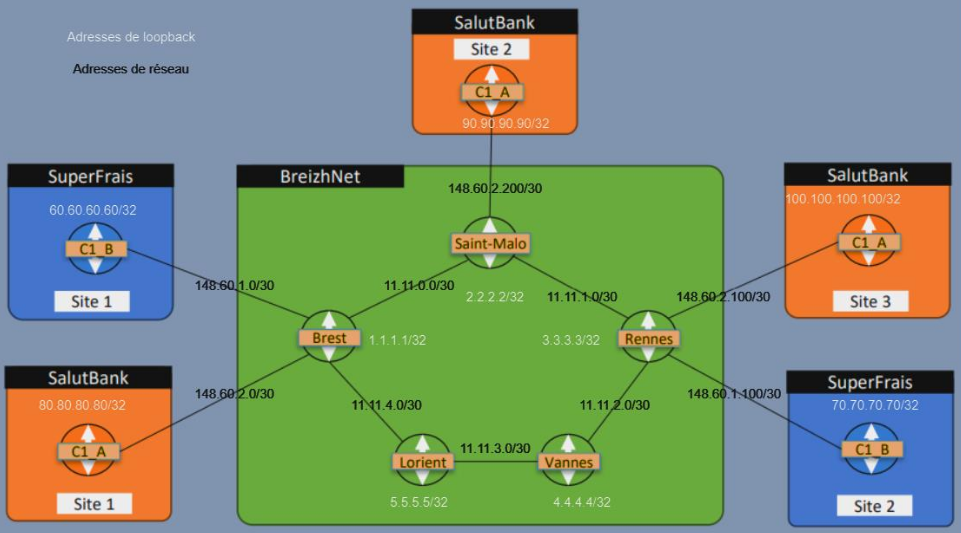 Adresses de loopback
Adresses de réseau
SalutBank
Site 2
C1_A
90.90.90.90/32
SuperFrais
60.60.60.60/32
C1_B
Site 1
BreizhNet
148.60.2.200/30
Saint-Malo
2.2.2.2/32
SalutBank
100.100.100.100/32
C1_A
Site 3
148.60.1.0/30
11.11.0.0/30
11.11.1.0/30
148.60.2.100/30
Brest
1.1.1.1/32
3.3.3.3/32
Rennes
SalutBank
80.80.80.80/32
C1_A
Site 1
148.60.2.0/30
11.11.4.0/30
11.11.2.0/30
148.60.1.100/30
11.11.3.0/30
Lorient
5.5.5.5/32
Vannes
4.4.4.4/32
SuperFrais
70.70.70.70/32
C1_B
Site 2